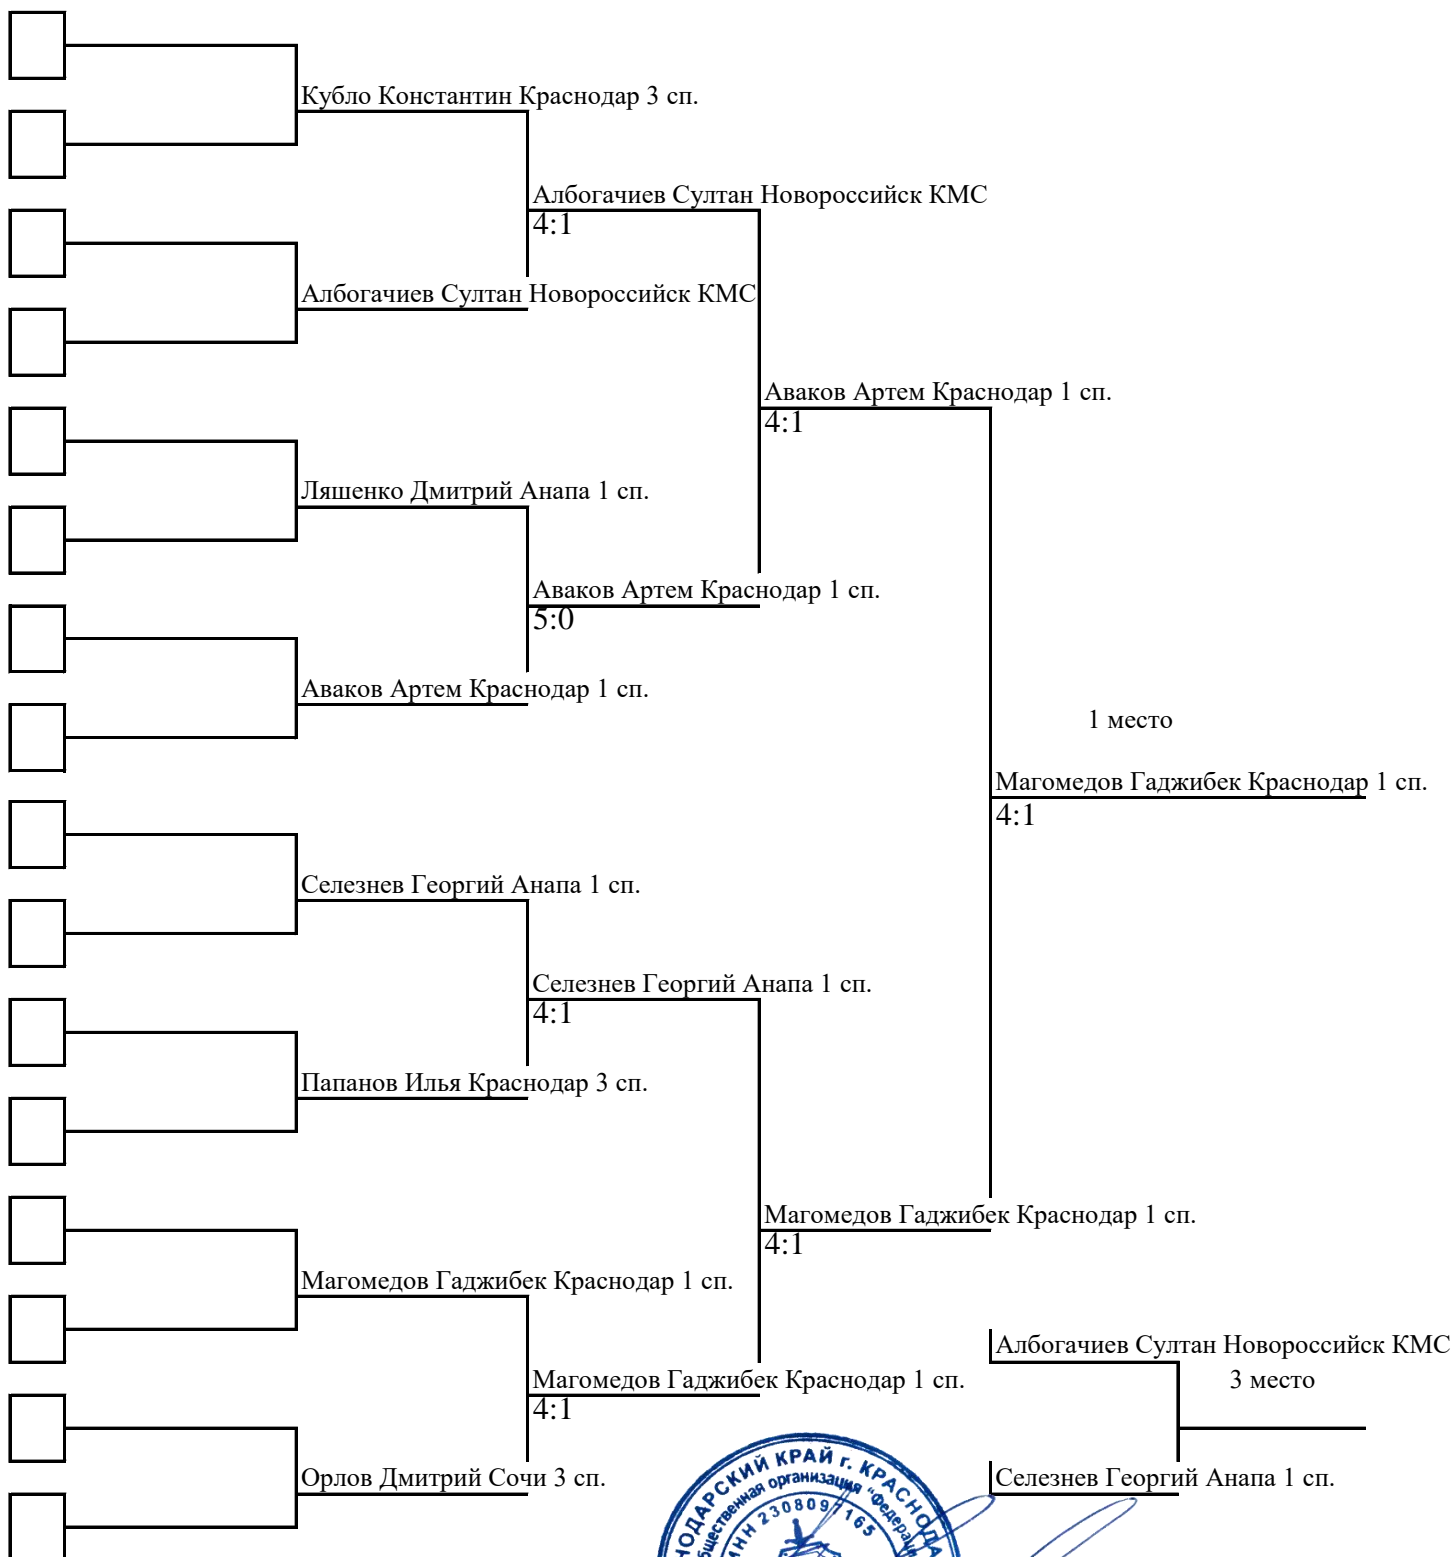 Кубло Константин Краснодар 3 сп.
Албогачиев Султан Новороссийск КМС
4:1
Албогачиев Султан Новороссийск КМС
Аваков Артем Краснодар 1 сп.
4:1
Ляшенко Дмитрий Анапа 1 сп.
Аваков Артем Краснодар 1 сп.
5:0
Аваков Артем Краснодар 1 сп.
1 место
Магомедов Гаджибек Краснодар 1 сп.
4:1
Селезнев Георгий Анапа 1 сп.
Селезнев Георгий Анапа 1 сп.
4:1
Папанов Илья Краснодар 3 сп.
Магомедов Гаджибек Краснодар 1 сп.
4:1
Магомедов Гаджибек Краснодар 1 сп.
Албогачиев Султан Новороссийск КМС
3 место
Магомедов Гаджибек Краснодар 1 сп.
4:1
Орлов Дмитрий Сочи 3 сп.
Селезнев Георгий Анапа 1 сп.
КРАЙ г.
организация
ИНН 2308097165